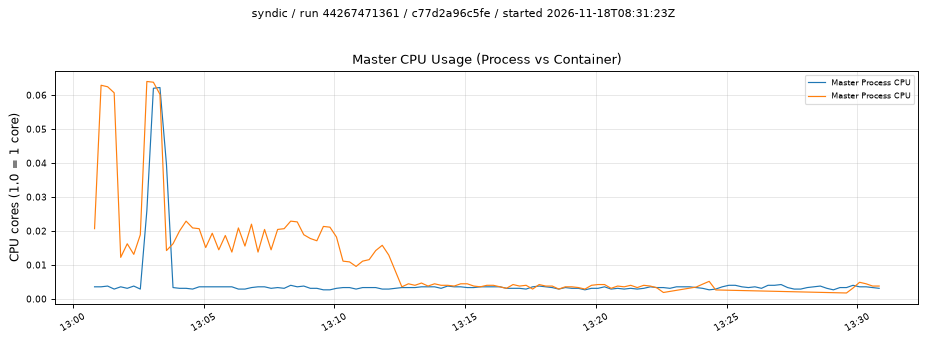 syndic / run 44267471361 / c77d2a96c5fe / started 2026-11-18T08:31:23Z
Master CPU Usage (Process vs Container)
Master Process CPU
Master Process CPU
CPU cores (1.0 = 1 core)
0.06
0.05
0.04
0.03
0.02
0.01
0.00
13:00
13:05
13:10
13:15
13:20
13:25
13:30